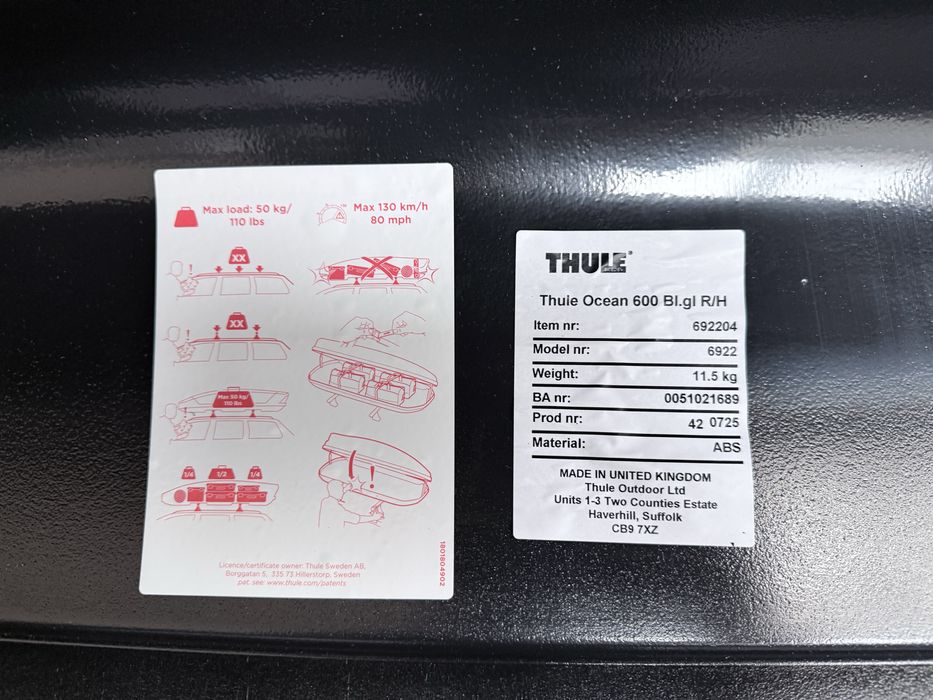 Max load: 50 kg/
110 lbs
Max 130 km/h
80 mph
XX
XX
Max 50 kg/
110 lbs
1/4
1/2
1/4
Licence/certificate owner: Thule Sweden AB,
Borggatan 5, 335 73 Hillerstorp, Sweden
pat. see: www.thule.com/patents
1801804902
THULE
Thule Ocean 600 Bl.gl R/H
Item nr: 692204
Model nr: 6922
Weight: 11.5 kg
BA nr: 0051021689
Prod nr: 42 0725
Material: ABS
MADE IN UNITED KINGDOM
Thule Outdoor Ltd
Units 1-3 Two Counties Estate
Haverhill, Suffolk
CB9 7XZ